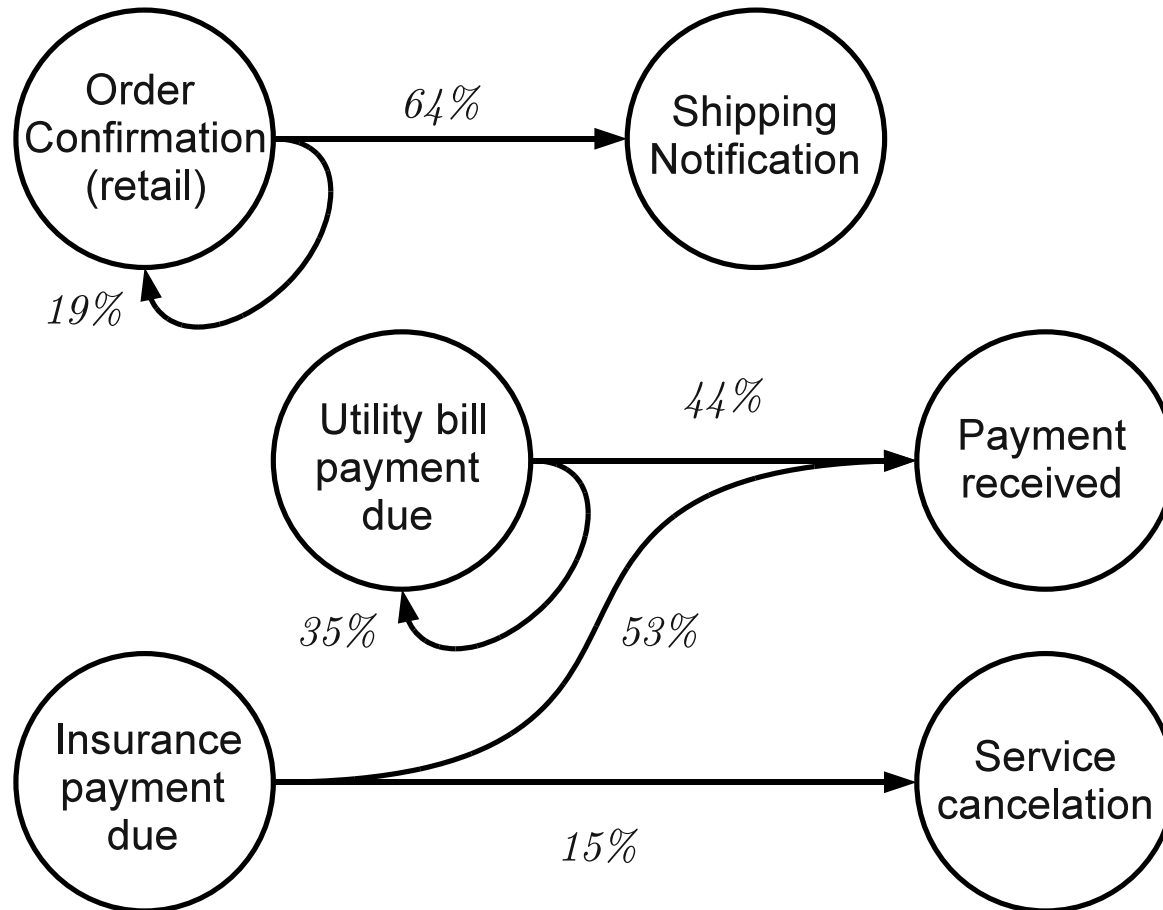 Order
Confirmation
(retail)
64%
Shipping
Notification
19%
Utility bill
payment
due
44%
Payment
received
35%
53%
Insurance
payment
due
15%
Service
cancelation